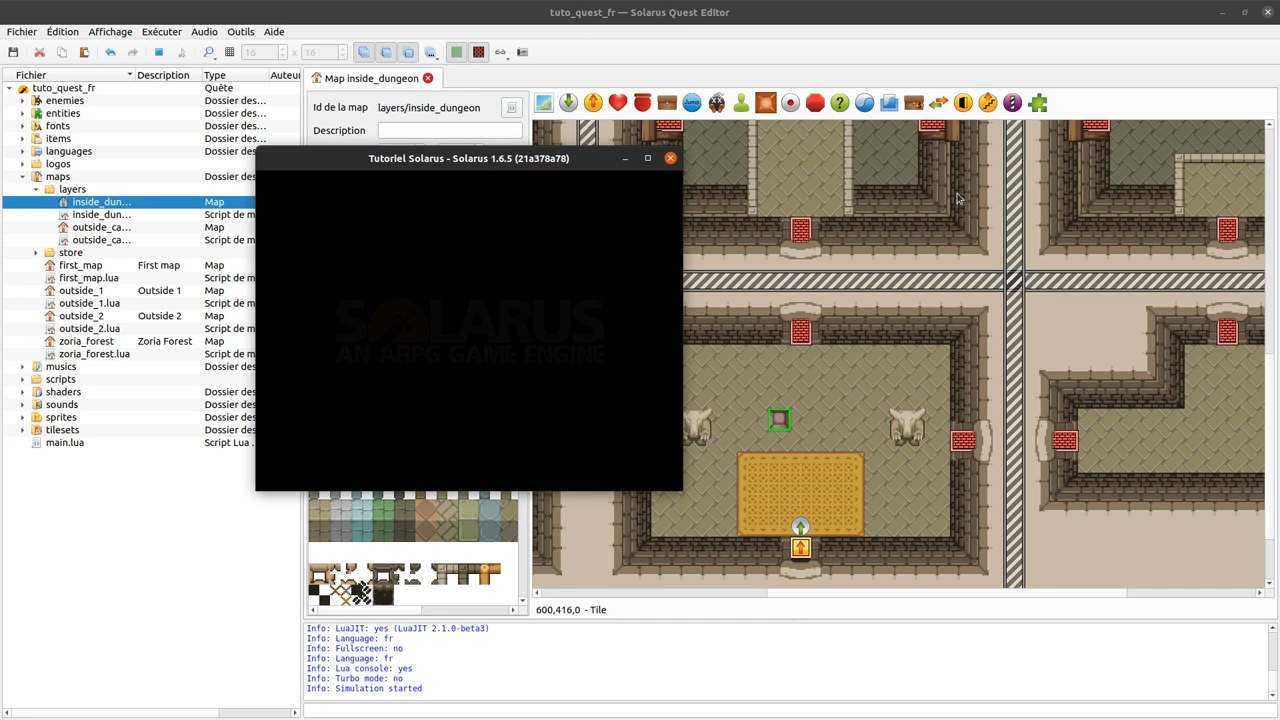 tuto_quest_fr — Solarus Quest Editor
Fichier Édition Affichage Exécuter Audio Outils Aide
16 x 16
Fichier Description Type Auteur
tuto_quest_fr Quête
enemies Dossier des...
entities Dossier des...
fonts Dossier des...
items Dossier des...
languages Dossier des...
logos Dossier des...
maps Dossier des
layers
inside_dun... Map
inside_dun... Script de m
outside_ca... Map
outside_ca... Script de m
store
first_map First map Map
first_map.lua Script de m
outside_1 Outside 1 Map
outside_1.lua Script de m
outside_2 Outside 2 Map
outside_2.lua Script de m
zoria_forest Zoria Forest Map
zoria_forest.lua Script de m
musics Dossier des
scripts Dossier des
shaders Dossier des
sounds Dossier des
sprites Dossier des
tilesets Dossier des
main.lua Script Lua .
Map inside_dungeon
Id de la map layers/inside_dungeon
Description
Jump
Tutoriel Solarus - Solarus 1.6.5 (21a378a78)
SOLARUS
AN ARPG GAME ENGINE
600,416,0 - Tile
Info: LuaJIT: yes (LuaJIT 2.1.0-beta3)
Info: Language: fr
Info: Fullscreen: no
Info: Language: fr
Info: Lua console: yes
Info: Turbo mode: no
Info: Simulation started